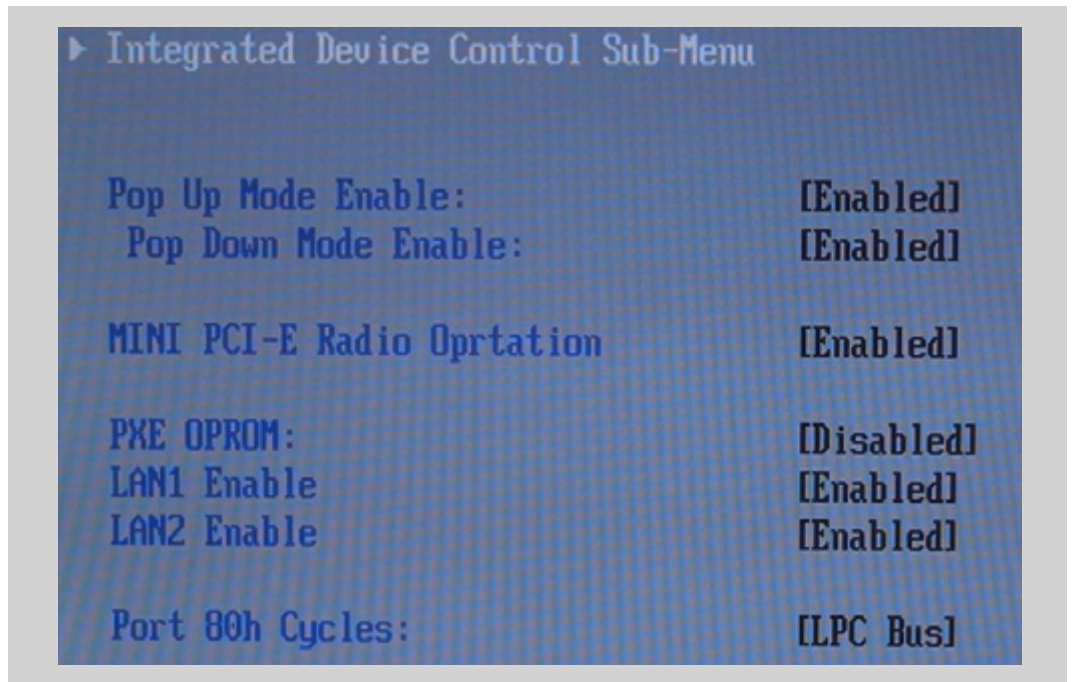 ▶ Integrated Device Control Sub-Menu
Pop Up Mode Enable: [Enabled]
Pop Down Mode Enable: [Enabled]
MINI PCI-E Radio Oprtation [Enabled]
PXE OPROM: [Disabled]
LAN1 Enable [Enabled]
LAN2 Enable [Enabled]
Port 80h Cycles: [LPC Bus]